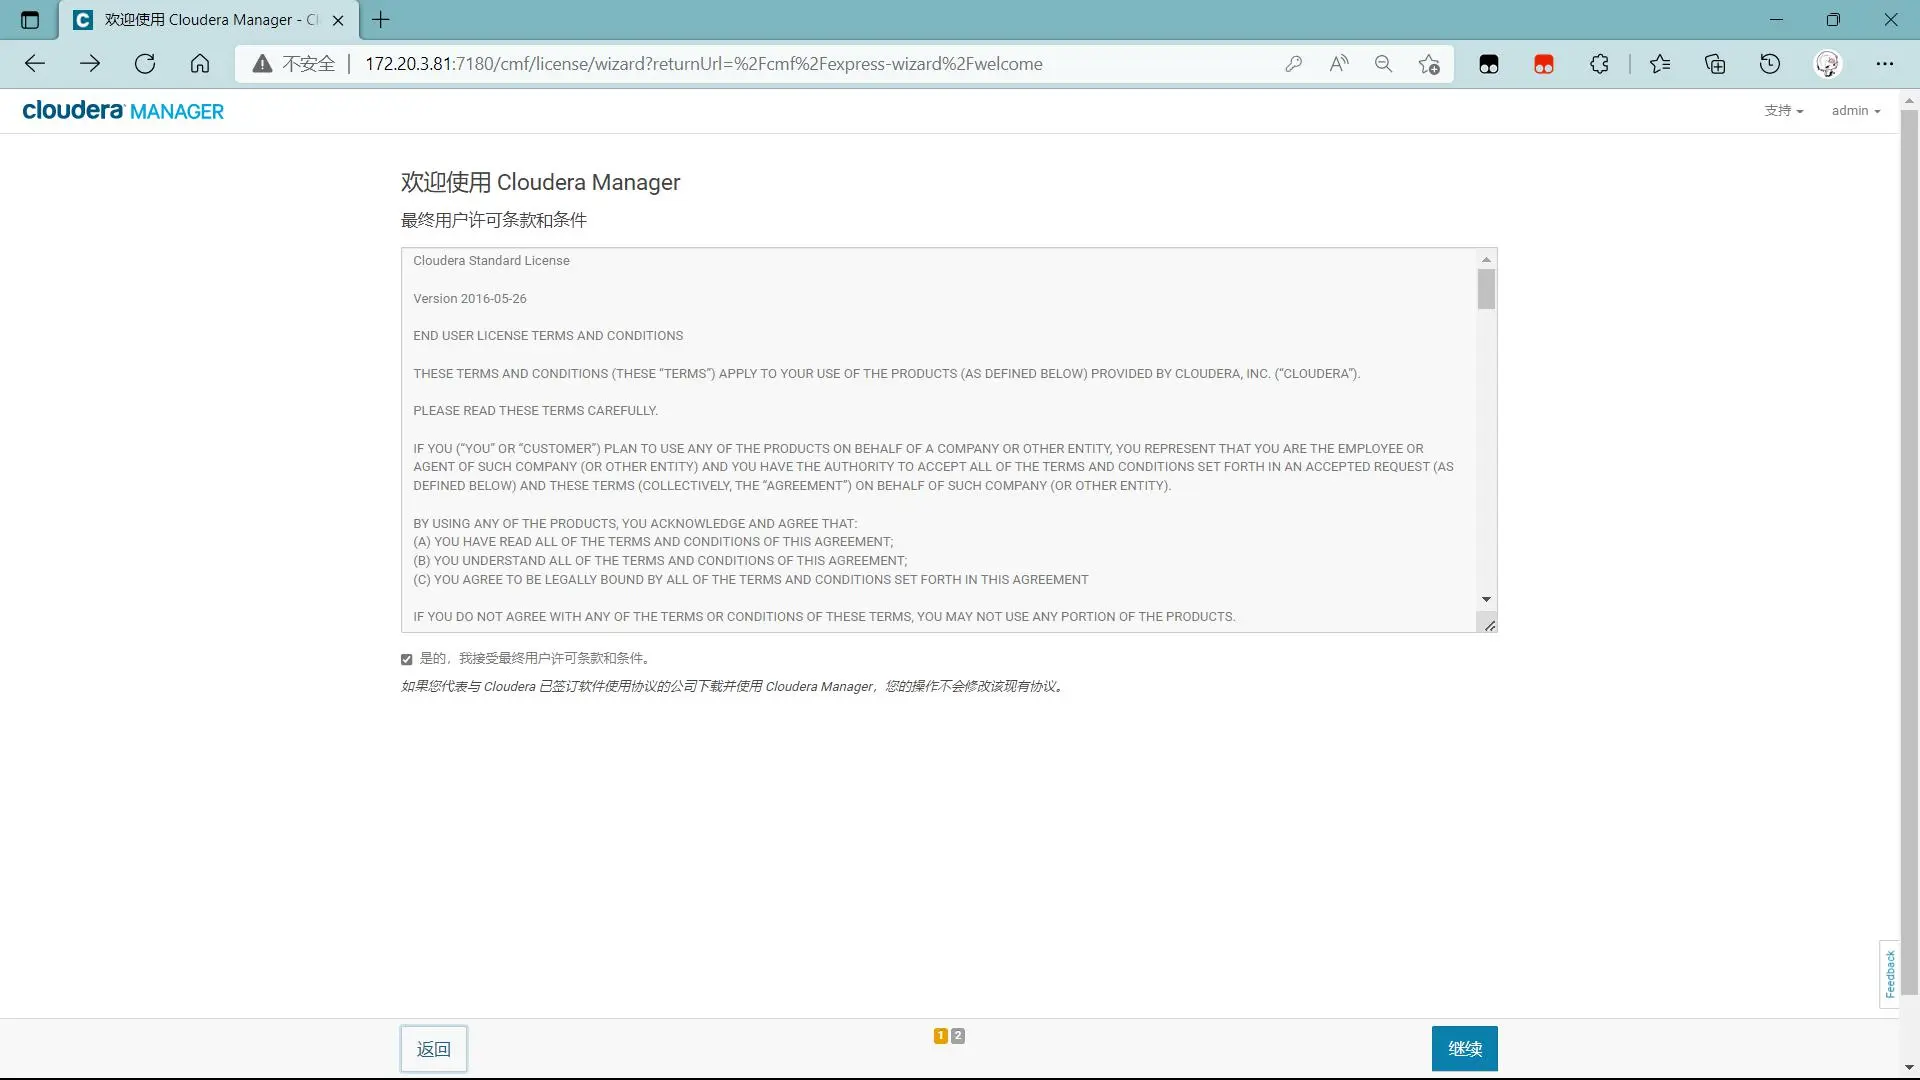 欢迎使用 Cloudera Manager - Cl
不安全 172.20.3.81:7180/cmf/license/wizard?returnUrl=%2Fcmf%2Fexpress-wizard%2Fwelcome
cloudera MANAGER
支持
admin
欢迎使用 Cloudera Manager
最终用户许可条款和条件
Cloudera Standard License
Version 2016-05-26
END USER LICENSE TERMS AND CONDITIONS
THESE TERMS AND CONDITIONS (THESE “TERMS”) APPLY TO YOUR USE OF THE PRODUCTS (AS DEFINED BELOW) PROVIDED BY CLOUDERA, INC. (“CLOUDERA”).
PLEASE READ THESE TERMS CAREFULLY.
IF YOU (“YOU” OR “CUSTOMER”) PLAN TO USE ANY OF THE PRODUCTS ON BEHALF OF A COMPANY OR OTHER ENTITY, YOU REPRESENT THAT YOU ARE THE EMPLOYEE OR
AGENT OF SUCH COMPANY (OR OTHER ENTITY) AND YOU HAVE THE AUTHORITY TO ACCEPT ALL OF THE TERMS AND CONDITIONS SET FORTH IN AN ACCEPTED REQUEST (AS
DEFINED BELOW) AND THESE TERMS (COLLECTIVELY, THE “AGREEMENT”) ON BEHALF OF SUCH COMPANY (OR OTHER ENTITY).
BY USING ANY OF THE PRODUCTS, YOU ACKNOWLEDGE AND AGREE THAT:
(A) YOU HAVE READ ALL OF THE TERMS AND CONDITIONS OF THIS AGREEMENT;
(B) YOU UNDERSTAND ALL OF THE TERMS AND CONDITIONS OF THIS AGREEMENT;
(C) YOU AGREE TO BE LEGALLY BOUND BY ALL OF THE TERMS AND CONDITIONS SET FORTH IN THIS AGREEMENT
IF YOU DO NOT AGREE WITH ANY OF THE TERMS OR CONDITIONS OF THESE TERMS, YOU MAY NOT USE ANY PORTION OF THE PRODUCTS.
是的，我接受最终用户许可条款和条件。
如果您代表与 Cloudera 已签订软件使用协议的公司下载并使用 Cloudera Manager，您的操作不会修改该现有协议。
Feedback
返回
1 2
继续